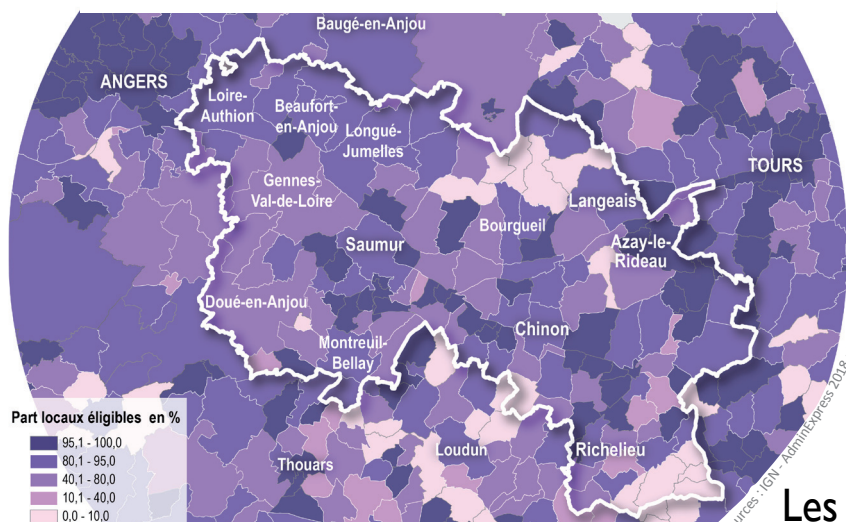 Baugé-en-Anjou
ANGERS
Loire-
Authion
Beaufort-
en-Anjou
Longué-
Jumelles
TOURS
Gennes-
Val-de-Loire
Langeais
Bourgueil
Saumur
Azay-le-
Rideau
Doué-en-Anjou
Chinon
Montreuil-
Bellay
Part locaux éligibles en %
95,1 - 100,0
80,1 - 95,0
40,1 - 80,0
10,1 - 40,0
0,0 - 10,0
Thouars
Loudun
Richelieu
urces : IGN - AdminExpress 2018
Les